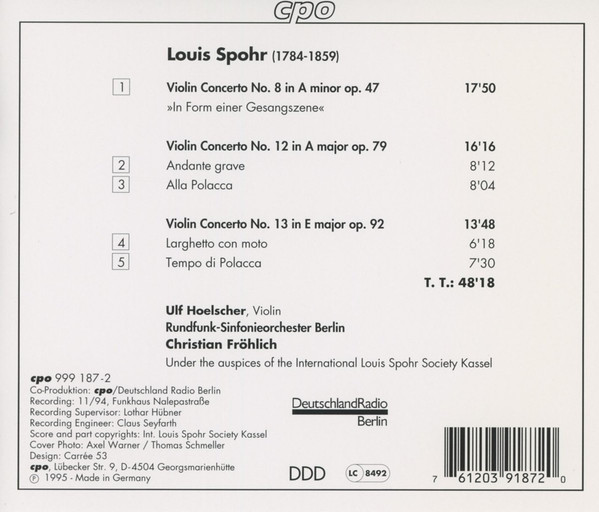 cpo
Louis Spohr (1784-1859)
1 Violin Concerto No. 8 in A minor op. 47 17'50
»In Form einer Gesangszene«
Violin Concerto No. 12 in A major op. 79 16'16
2 Andante grave 8'12
3 Alla Polacca 8'04
Violin Concerto No. 13 in E major op. 92 13'48
4 Larghetto con moto 6'18
5 Tempo di Polacca 7'30
T. T.: 48'18
Ulf Hoelscher, Violin
Rundfunk-Sinfonieorchester Berlin
Christian Fröhlich
Under the auspices of the International Louis Spohr Society Kassel
cpo 999 187-2
Co-Produktion: cpo/Deutschland Radio Berlin
Recording: 11/94, Funkhaus Nalepastraße
Recording Supervisor: Lothar Hübner
Recording Engineer: Claus Seyfarth
Score and part copyrights: Int. Louis Spohr Society Kassel
Cover Photo: Axel Warner / Thomas Schmeller
Design: Carrée 53
cpo, Lübecker Str. 9, D-4504 Georgsmarienhütte
℗ 1995 - Made in Germany
DeutschlandRadio
Berlin
DDD
LC 8492
7 61203 91872 0